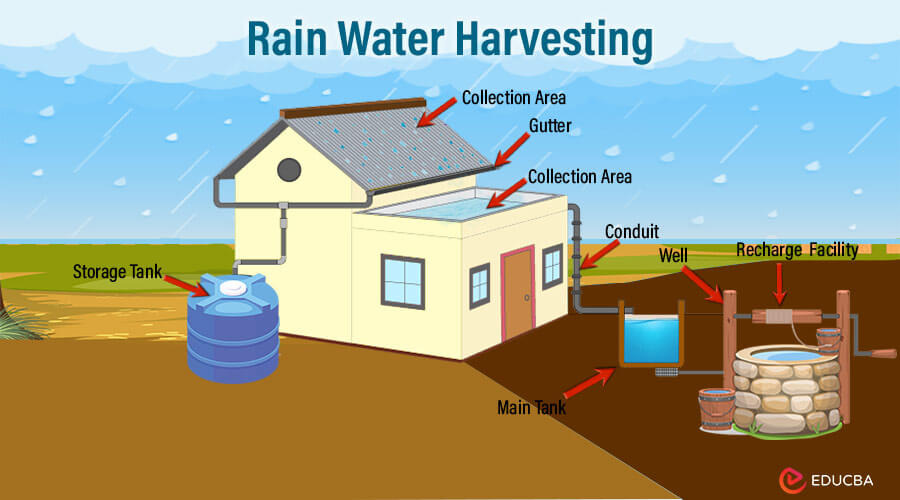 Rain Water Harvesting
Collection Area
Gutter
Collection Area
Conduit
Well
Recharge Facility
Storage Tank
Main Tank
EDUCBA